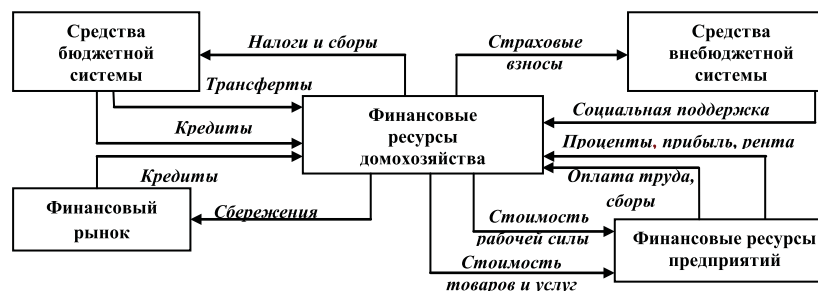 Средства
бюджетной
системы
Налоги и сборы
Страховые
взносы
Средства
внебюджетной
системы
Трансферты
Кредиты
Финансовые
ресурсы
домохозяйства
Социальная поддержка
Проценты, прибыль, рента
Оплата труда,
сборы
Кредиты
Финансовый
рынок
Сбережения
Стоимость
рабочей силы
Стоимость
товаров и услуг
Финансовые ресурсы
предприятий